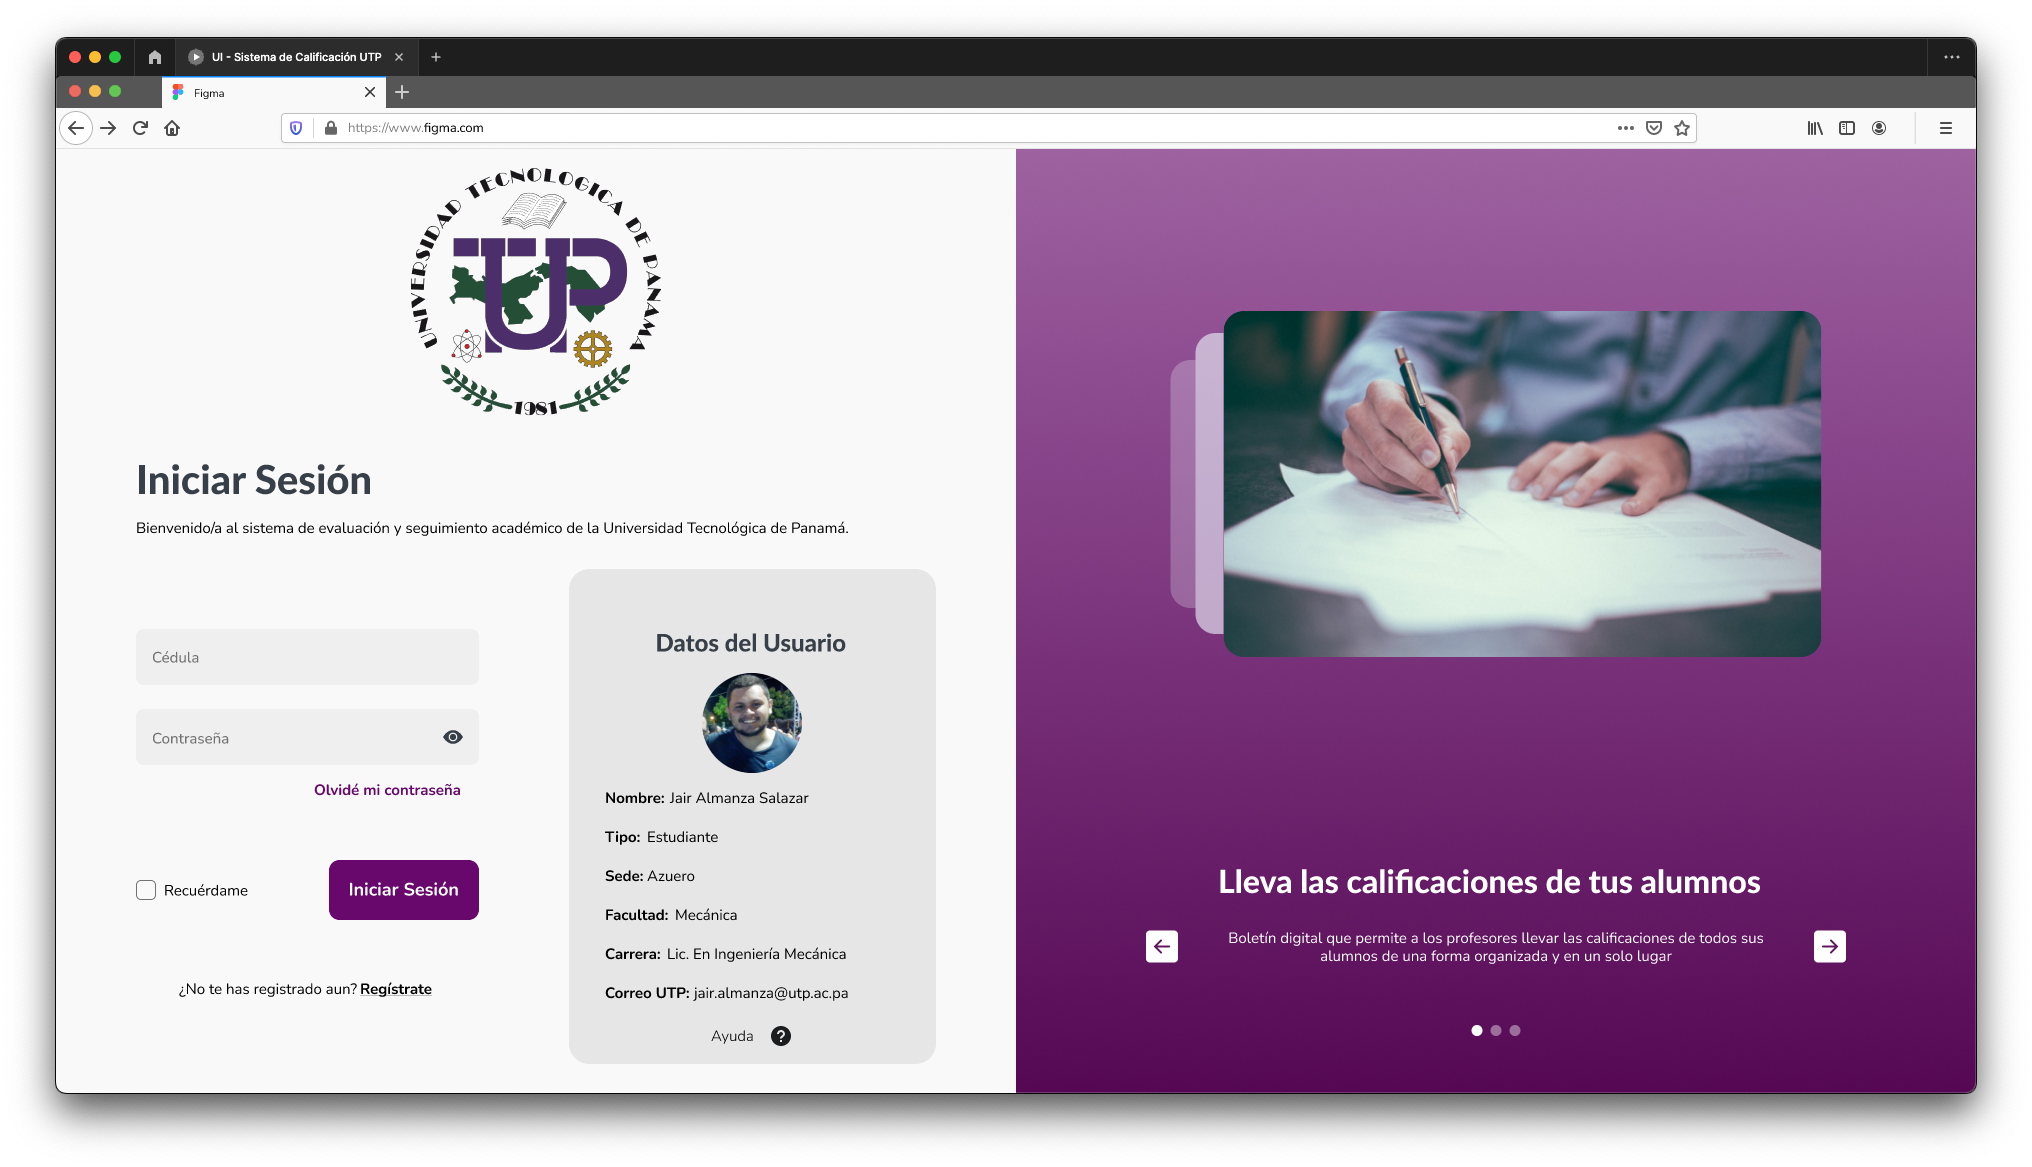 UI - Sistema de Calificación UTP
Figma
https://www.figma.com
UNIVERSIDAD TECNOLOGICA DE PANAMA
UTP
1981
Iniciar Sesión
Bienvenido/a al sistema de evaluación y seguimiento académico de la Universidad Tecnológica de Panamá.
Cédula
Contraseña
Olvidé mi contraseña
Recuérdame
Iniciar Sesión
¿No te has registrado aun? Regístrate
Datos del Usuario
Nombre: Jair Almanza Salazar
Tipo: Estudiante
Sede: Azuero
Facultad: Mecánica
Carrera: Lic. En Ingeniería Mecánica
Correo UTP: jair.almanza@utp.ac.pa
Ayuda ?
Lleva las calificaciones de tus alumnos
Boletín digital que permite a los profesores llevar las calificaciones de todos sus
alumnos de una forma organizada y en un solo lugar